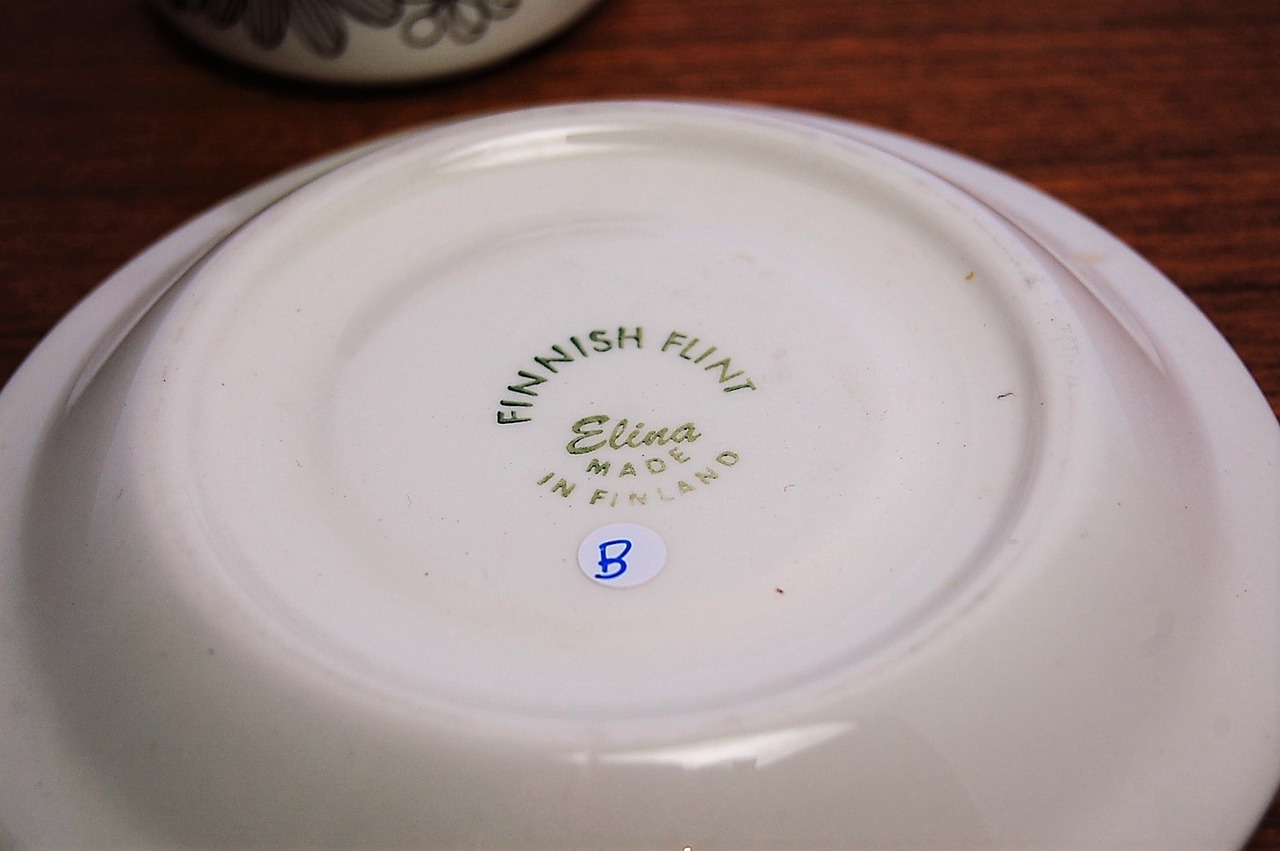 FINNISH FLINT
Elina
MADE
IN FINLAND
B